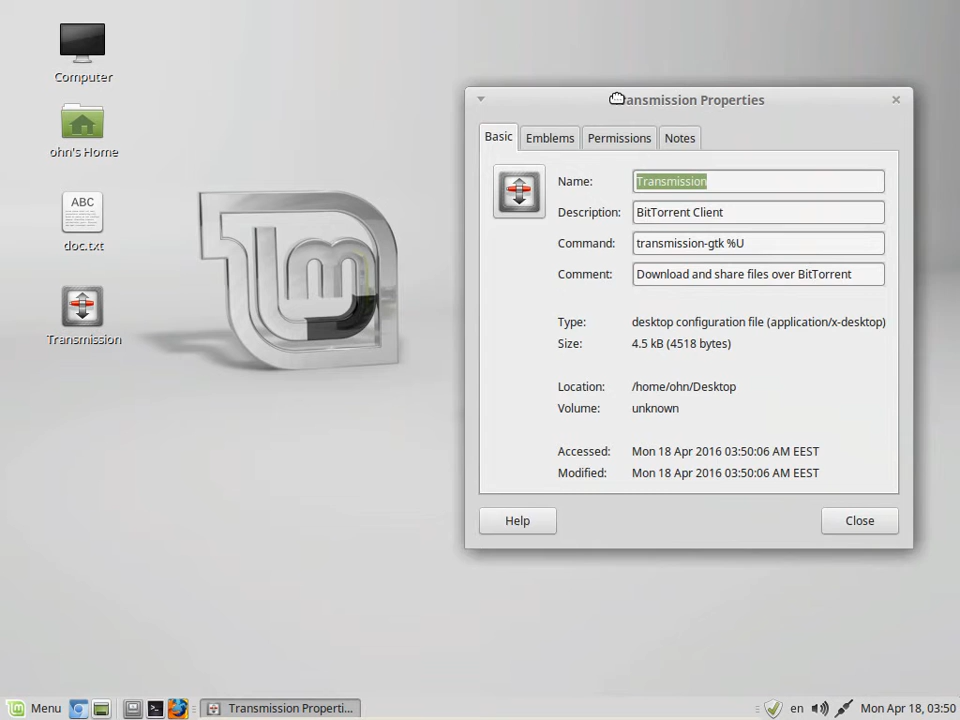 Computer
ohn's Home
ABC
doc.txt
Transmission
lm
ansmission Properties
Basic
Emblems
Permissions
Notes
Name: Transmission
Description: BitTorrent Client
Command: transmission-gtk %U
Comment: Download and share files over BitTorrent
Type: desktop configuration file (application/x-desktop)
Size: 4.5 kB (4518 bytes)
Location: /home/ohn/Desktop
Volume: unknown
Accessed: Mon 18 Apr 2016 03:50:06 AM EEST
Modified: Mon 18 Apr 2016 03:50:06 AM EEST
Help
Close
Menu
Transmission Properti...
en
Mon Apr 18, 03:50